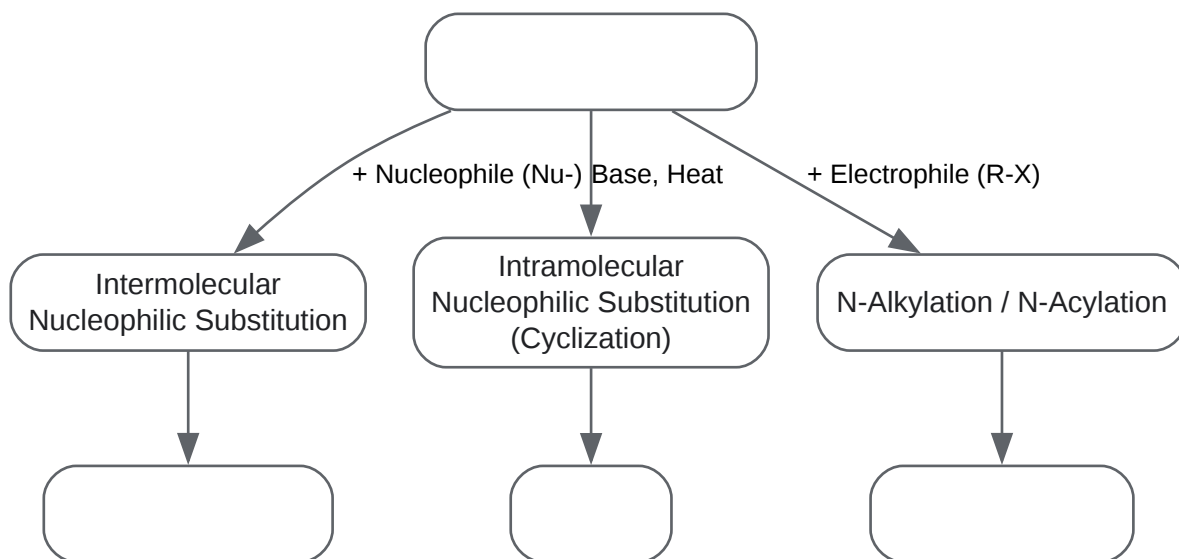 + Nucleophile (Nu-)
Base, Heat
+ Electrophile (R-X)
Intermolecular
Nucleophilic Substitution
Intramolecular
Nucleophilic Substitution
(Cyclization)
N-Alkylation / N-Acylation